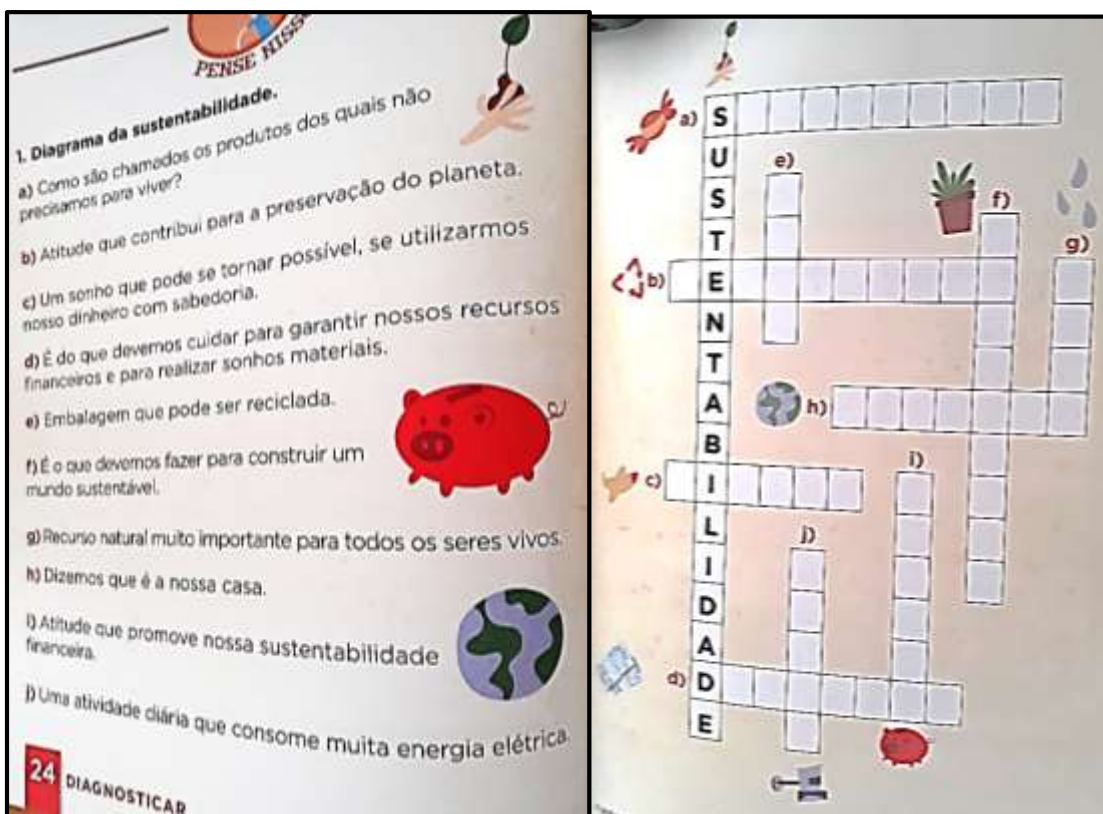 PENSE NISSO
1. Diagrama da sustentabilidade.
a) Como são chamados os produtos dos quais não
precisamos para viver?
b) Atitude que contribui para a preservação do planeta.
c) Um sonho que pode se tornar possível, se utilizarmos
nosso dinheiro com sabedoria.
d) É do que devemos cuidar para garantir nossos recursos
financeiros e para realizar sonhos materiais.
e) Embalagem que pode ser reciclada.
f) É o que devemos fazer para construir um
mundo sustentável.
g) Recurso natural muito importante para todos os seres vivos.
h) Dizemos que é a nossa casa.
i) Atitude que promove nossa sustentabilidade
financeira.
j) Uma atividade diária que consome muita energia elétrica.
24 DIAGNOSTICAR
a)
SUSTENTABILIDADE
e)
f)
g)
b)
h)
c)
i)
j)
d)